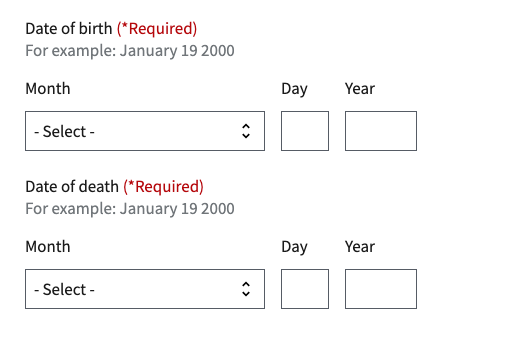 Date of birth (*Required)
For example: January 19 2000
Month Day Year
- Select -
Date of death (*Required)
For example: January 19 2000
Month Day Year
- Select -